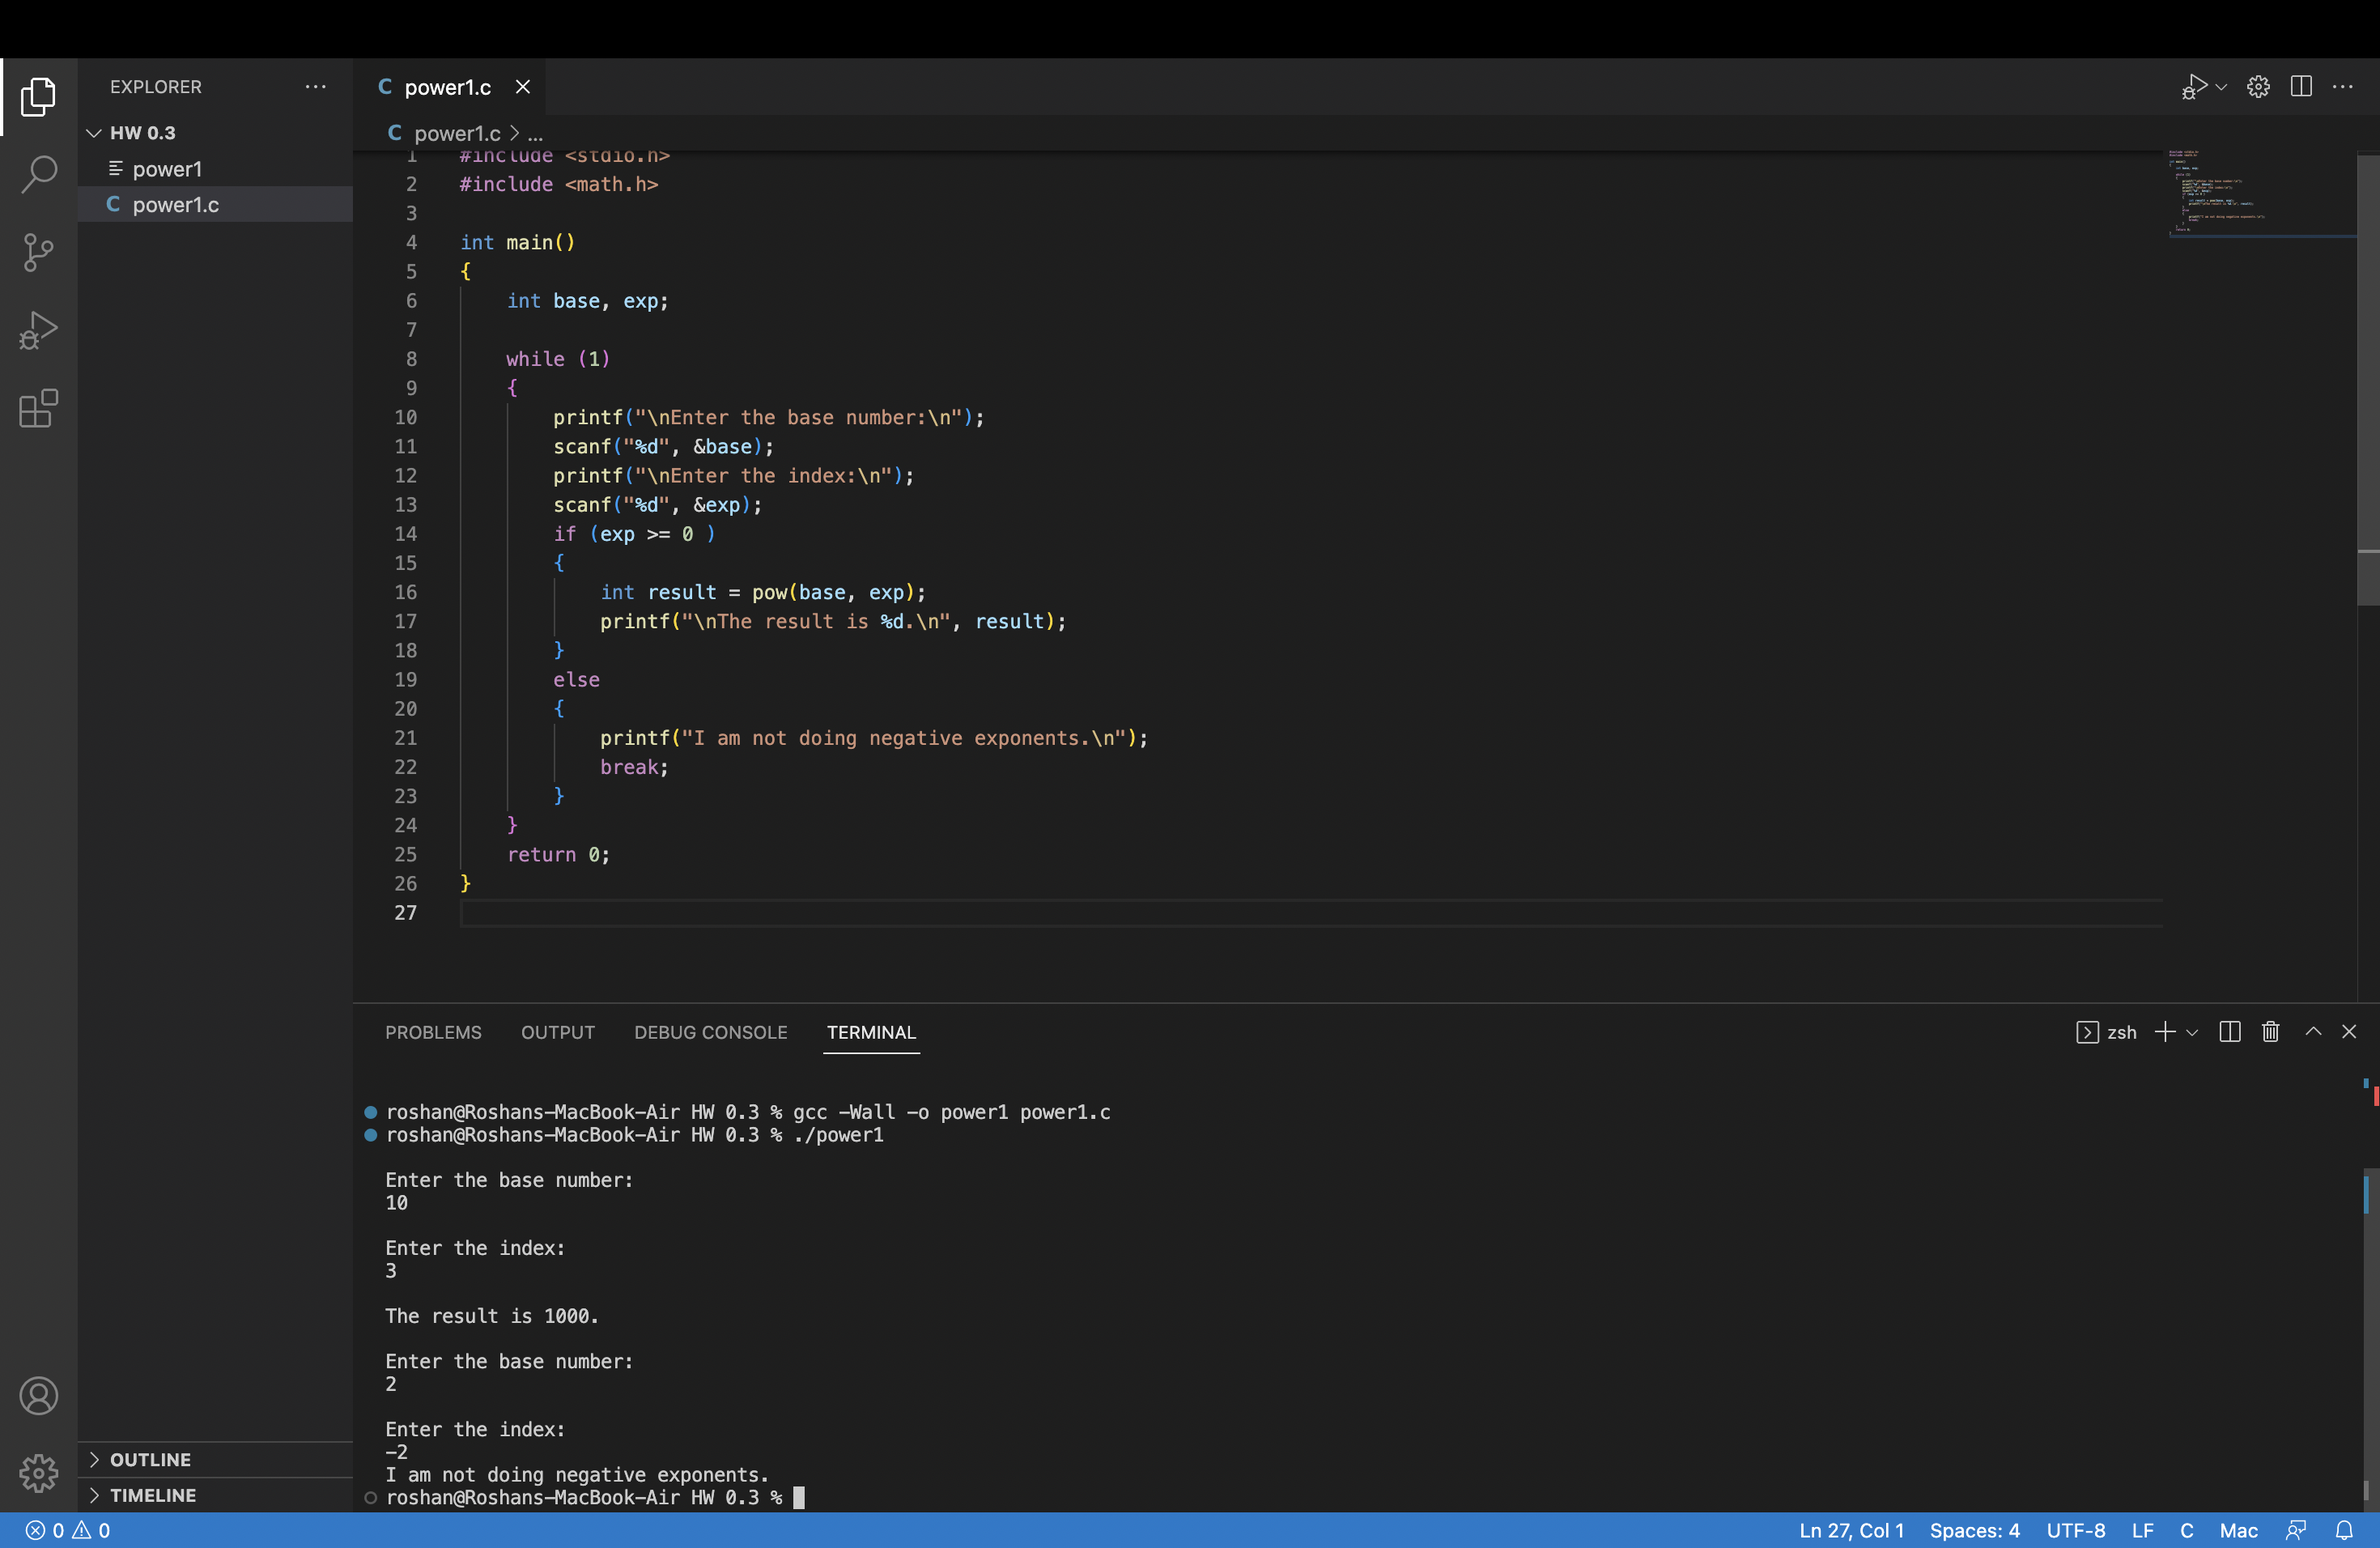 EXPLORER
HW 0.3
power1
C power1.c
C power1.c
C power1.c > ...
1 #include <stdio.h>
2 #include <math.h>
3
4 int main()
5 {
6 int base, exp;
7
8 while (1)
9 {
10 printf("\nEnter the base number:\n");
11 scanf("%d", &base);
12 printf("\nEnter the index:\n");
13 scanf("%d", &exp);
14 if (exp >= 0 )
15 {
16 int result = pow(base, exp);
17 printf("\nThe result is %d.\n", result);
18 }
19 else
20 {
21 printf("I am not doing negative exponents.\n");
22 break;
23 }
24 }
25 return 0;
26 }
27
PROBLEMS OUTPUT DEBUG CONSOLE TERMINAL
zsh
roshan@Roshans-MacBook-Air HW 0.3 % gcc -Wall -o power1 power1.c
roshan@Roshans-MacBook-Air HW 0.3 % ./power1
Enter the base number:
10
Enter the index:
3
The result is 1000.
Enter the base number:
2
Enter the index:
-2
I am not doing negative exponents.
roshan@Roshans-MacBook-Air HW 0.3 %
OUTLINE
TIMELINE
0 0
Ln 27, Col 1 Spaces: 4 UTF-8 LF C Mac